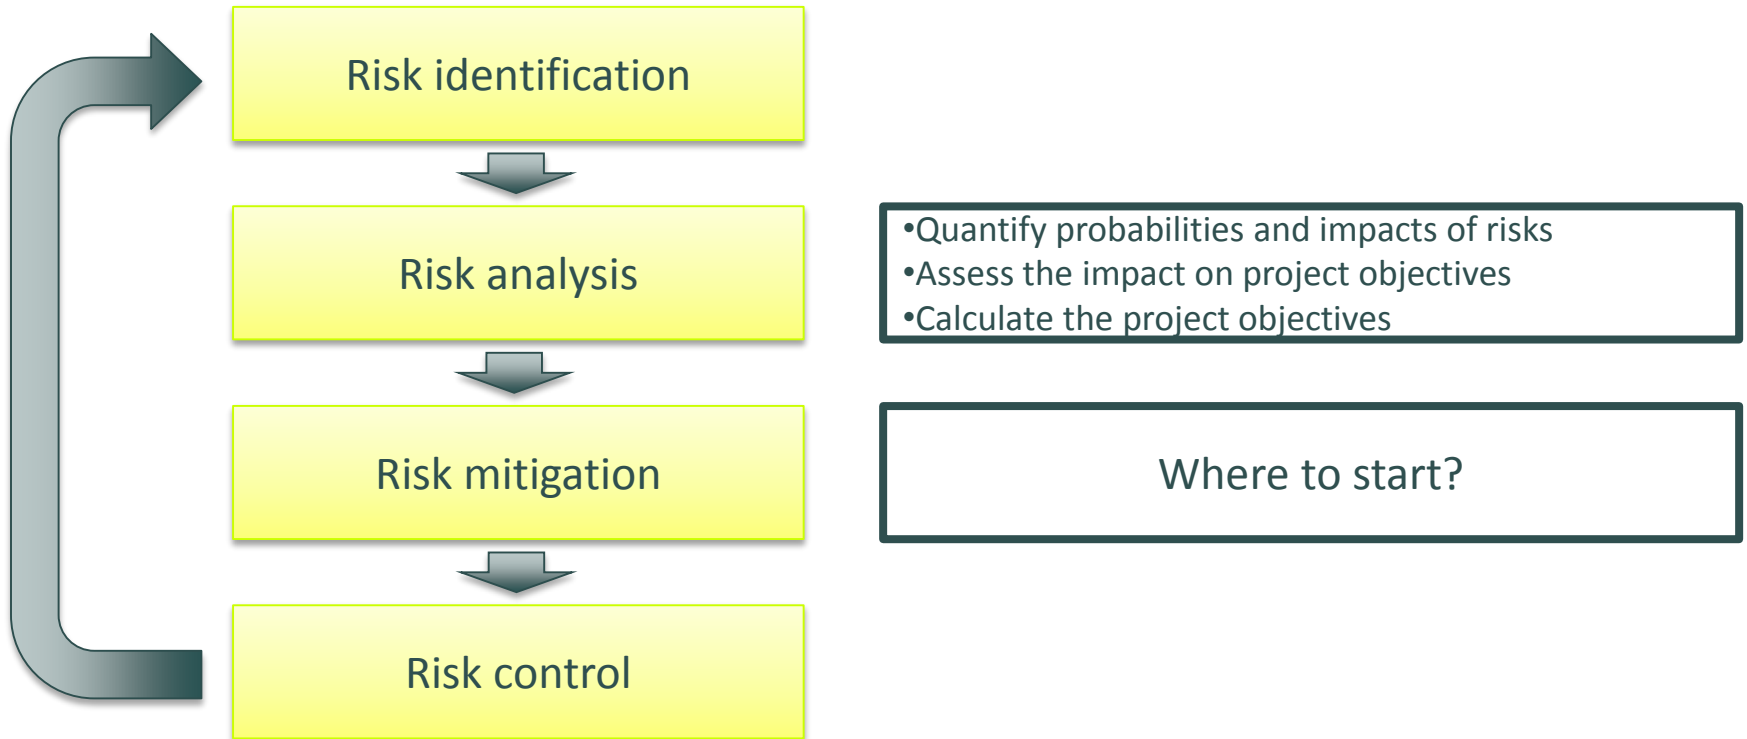 Risk identification
Risk analysis
•Quantify probabilities and impacts of risks
•Assess the impact on project objectives
•Calculate the project objectives
Risk mitigation
Where to start?
Risk control